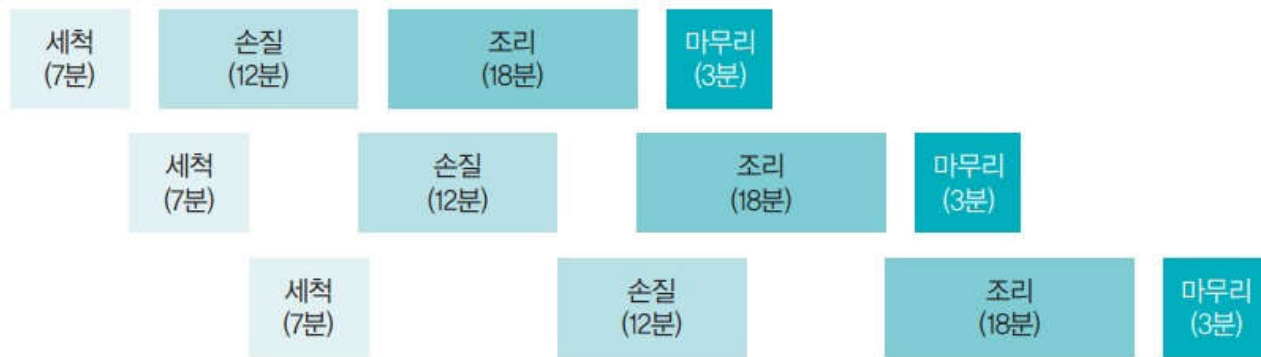 세척
(7분)
손질
(12분)
조리
(18분)
마무리
(3분)
세척
(7분)
손질
(12분)
조리
(18분)
마무리
(3분)
세척
(7분)
손질
(12분)
조리
(18분)
마무리
(3분)